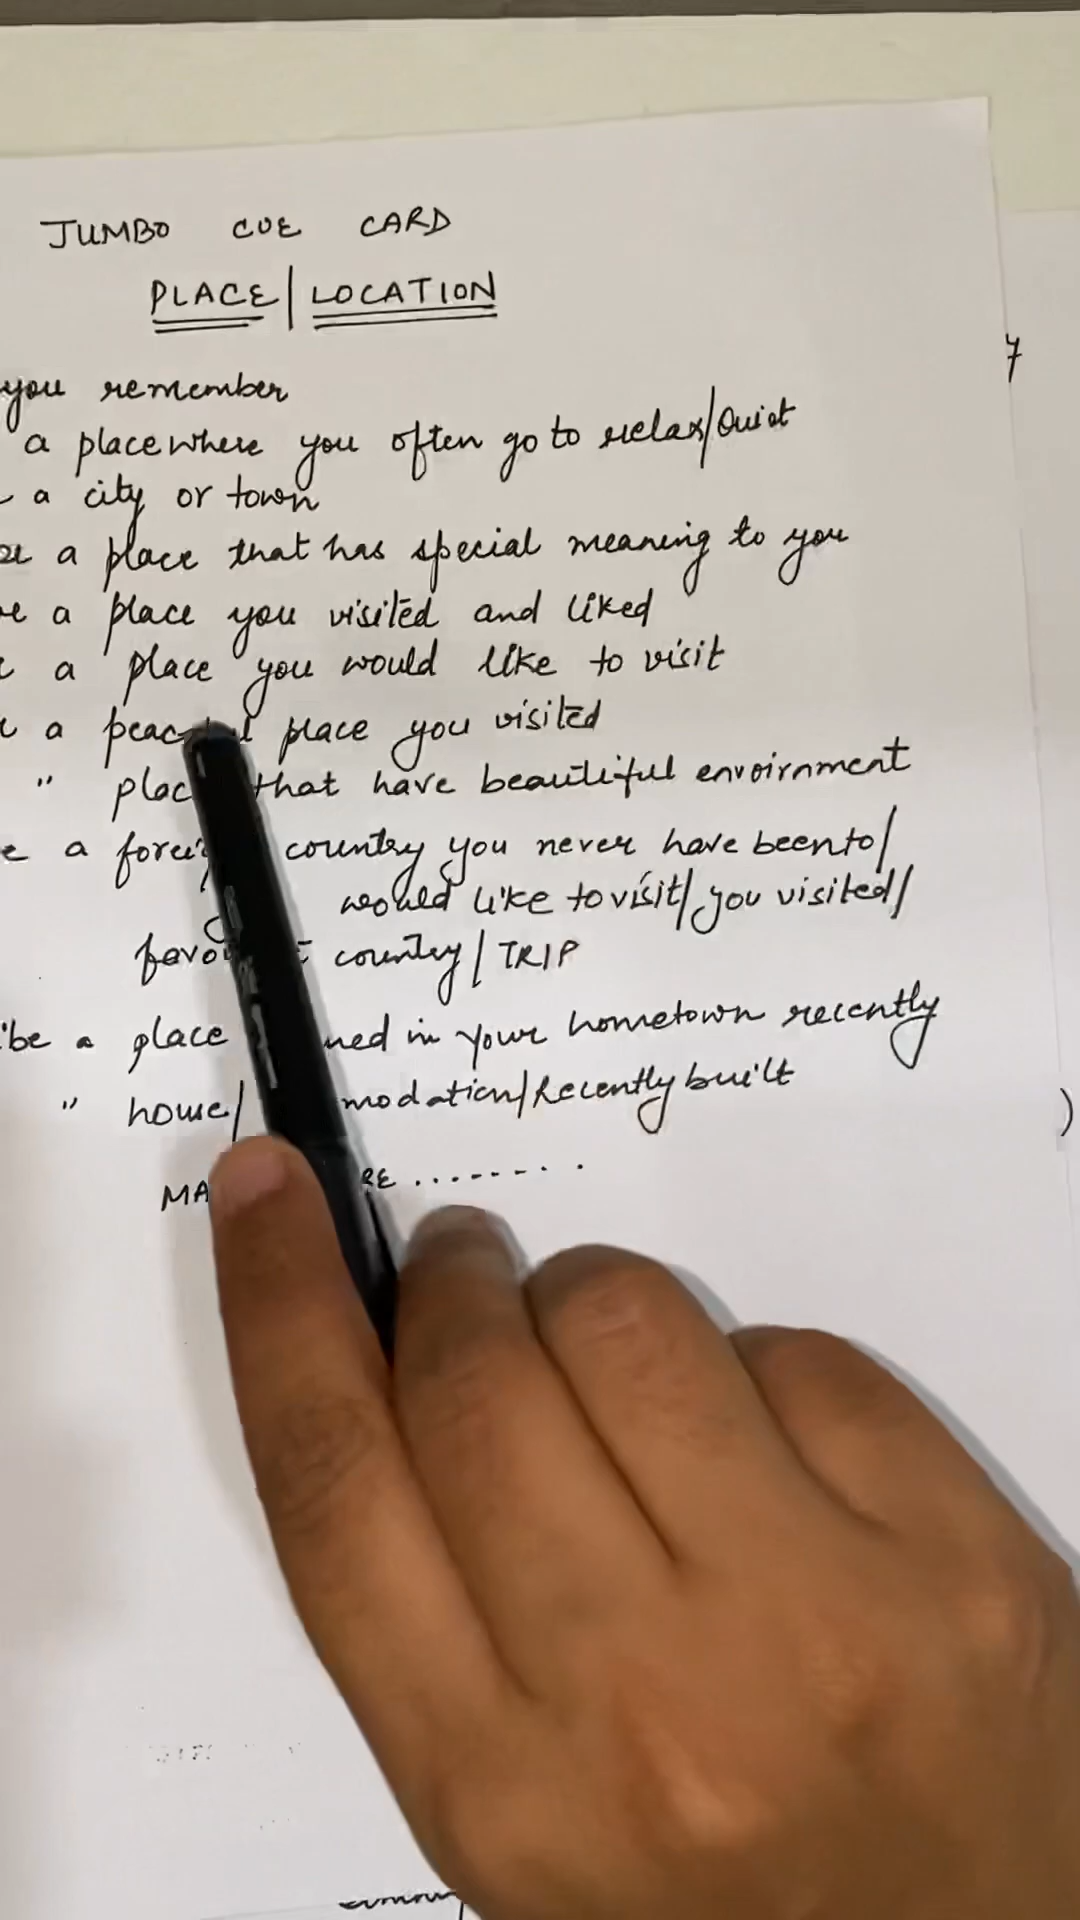 JUMBO CUE CARD
PLACE | LOCATION
7
you remember
a place where you often go to relax/Quiet
a city or town
a place that has special meaning to you
a place you visited and liked
a place you would like to visit
a place you visited
" that have beautiful envoirnment
a country you never have been to/
would like to visit/ you visited/
country/ TRIP
a place in your hometown recently
" house/ Recently built
)